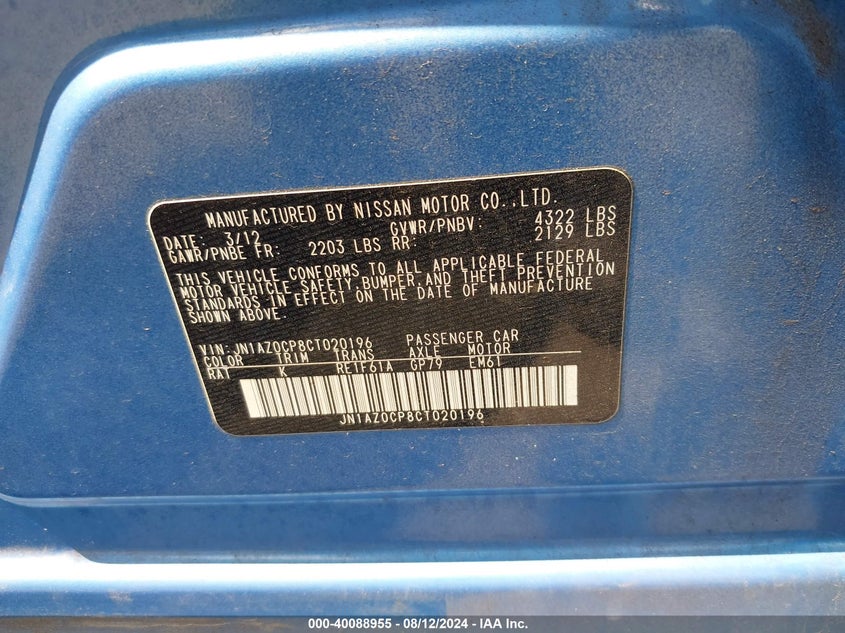 MANUFACTURED BY NISSAN MOTOR CO.,LTD.
DATE: 3/12 GVWR/PNBV: 4322 LBS
GAWR/PNBE FR: 2203 LBS RR: 2129 LBS
THIS VEHICLE CONFORMS TO ALL APPLICABLE FEDERAL
MOTOR VEHICLE SAFETY,BUMPER,AND THEFT PREVENTION
STANDARDS IN EFFECT ON THE DATE OF MANUFACTURE
SHOWN ABOVE.
VIN: JN1AZ0CP8CT020196 PASSENGER CAR
COLOR TRIM TRANS AXLE MOTOR
RAT K RE1F61A GP79 EM61
JN1AZ0CP8CT020196
000-40088955 - 08/12/2024 - IAA, Inc.